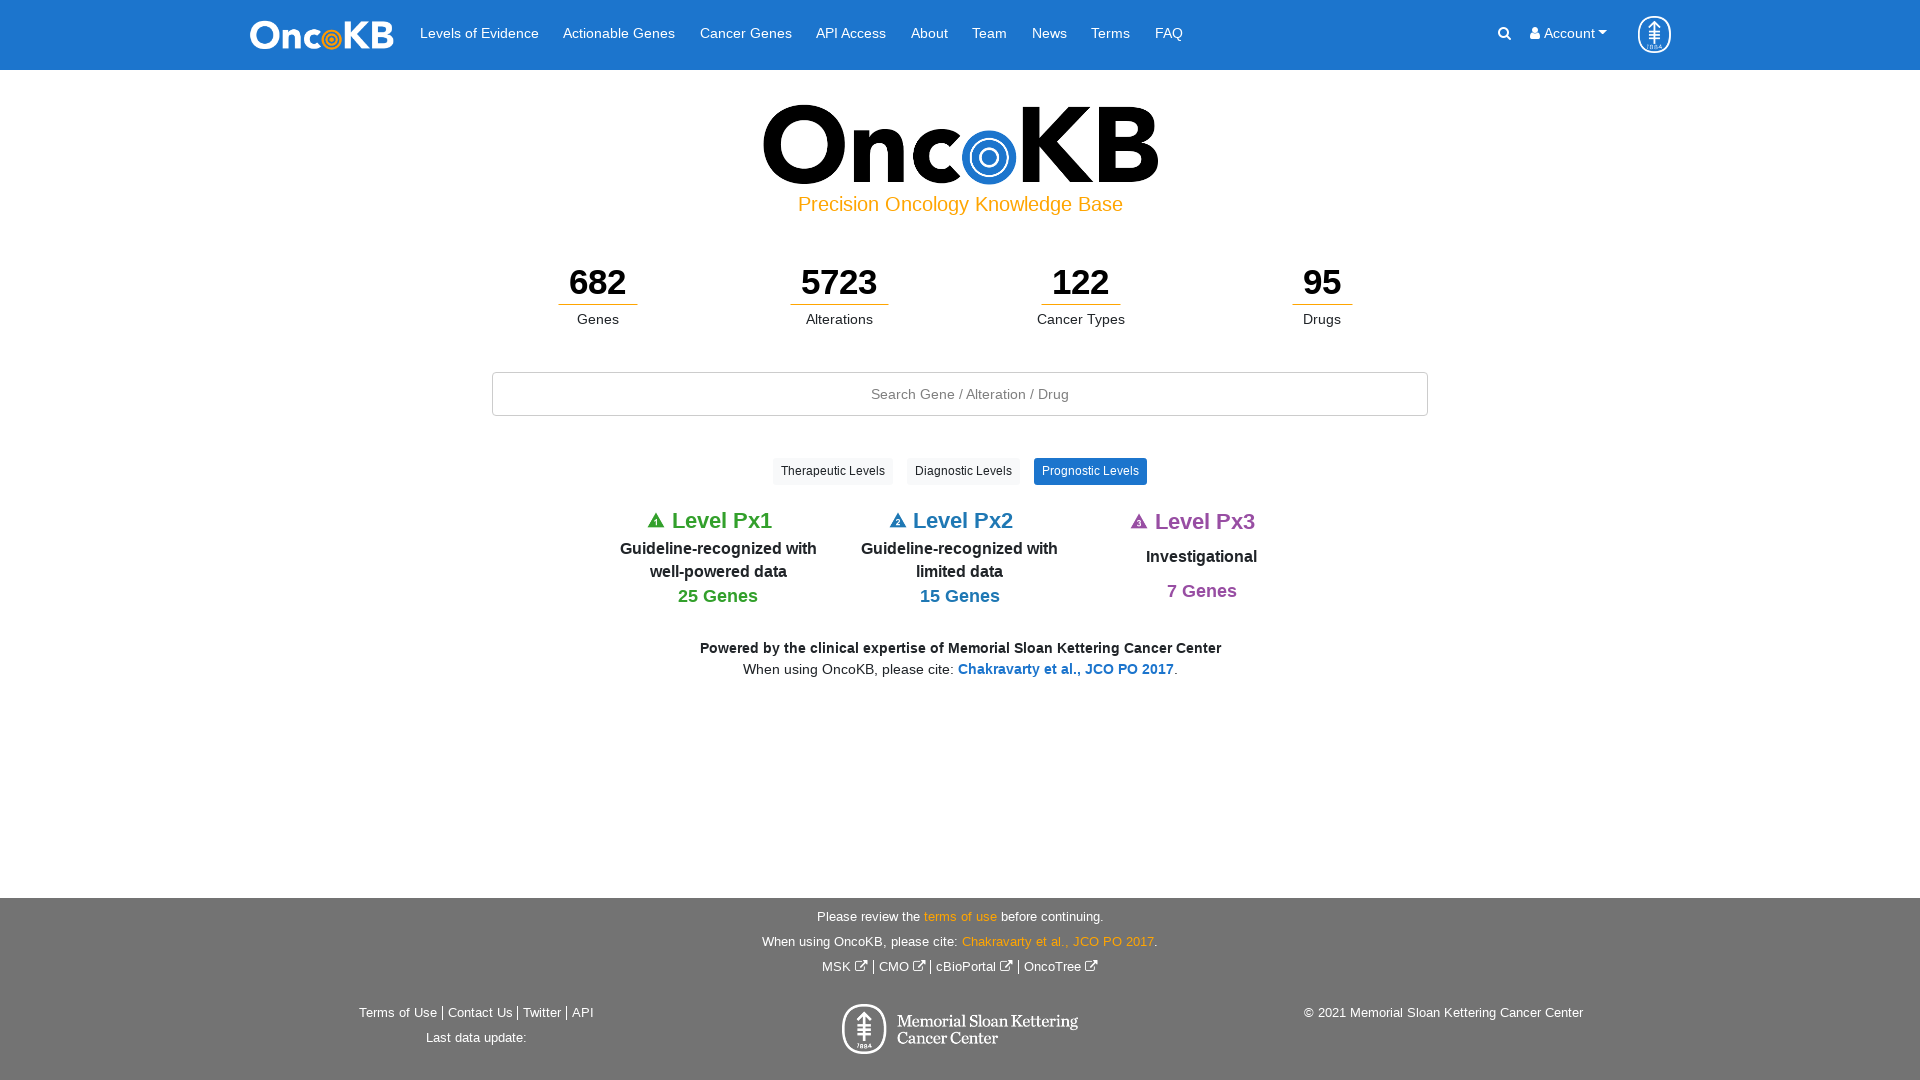 OncoKB Levels of Evidence Actionable Genes Cancer Genes API Access About Team News Terms FAQ Account
1884
OncoKB
Precision Oncology Knowledge Base
682 5723 122 95
Genes Alterations Cancer Types Drugs
Search Gene / Alteration / Drug
Therapeutic Levels Diagnostic Levels Prognostic Levels
1 Level Px1 2 Level Px2 3 Level Px3
Guideline-recognized with Guideline-recognized with Investigational
well-powered data limited data
25 Genes 15 Genes 7 Genes
Powered by the clinical expertise of Memorial Sloan Kettering Cancer Center
When using OncoKB, please cite: Chakravarty et al., JCO PO 2017.
Please review the terms of use before continuing.
When using OncoKB, please cite: Chakravarty et al., JCO PO 2017.
MSK | CMO | cBioPortal | OncoTree
Terms of Use | Contact Us | Twitter | API
Last data update:
1884
Memorial Sloan Kettering
Cancer Center
© 2021 Memorial Sloan Kettering Cancer Center